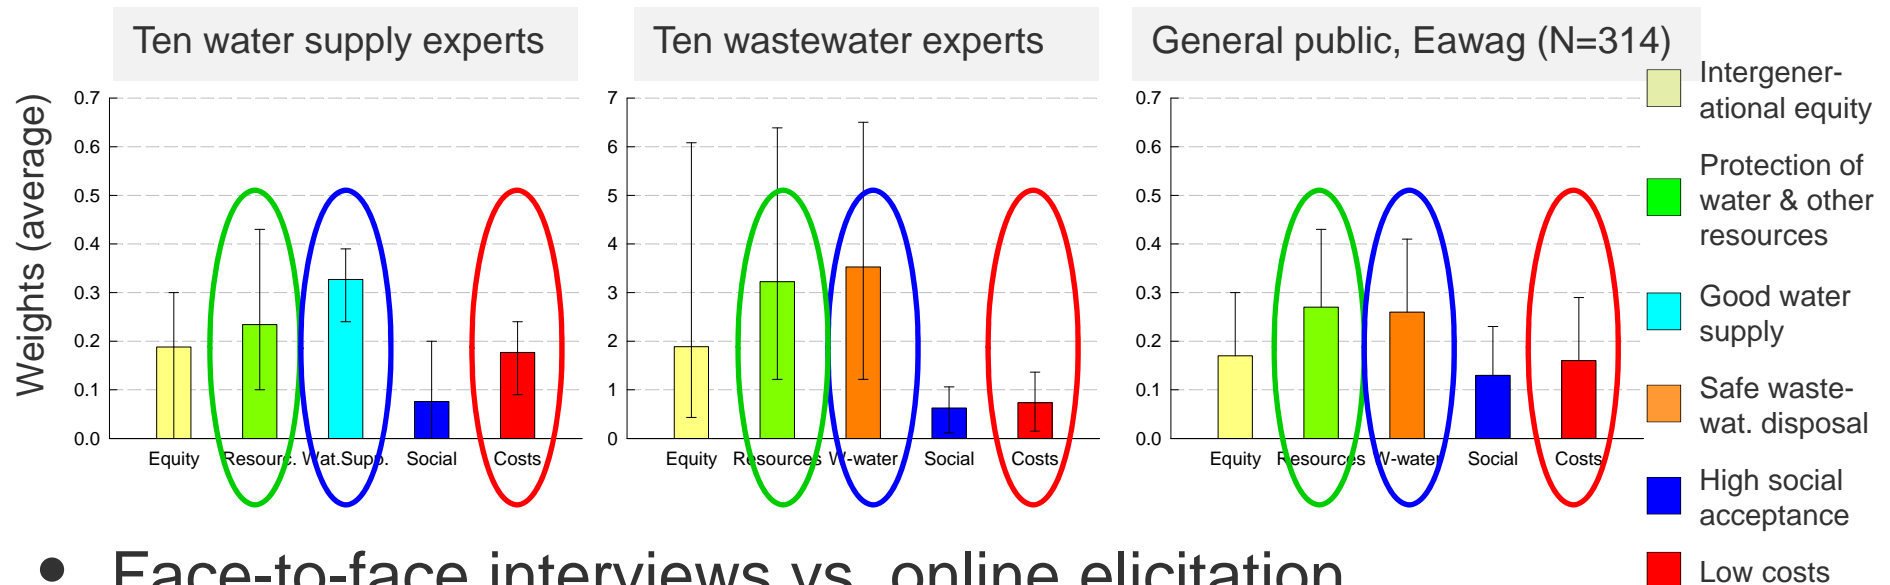 Ten water supply experts
Ten wastewater experts
General public, Eawag (N=314)
Weights (average)
0.7
0.6
0.5
0.4
0.3
0.2
0.1
0.0
Equity Resourc. Wat.Supp. Social Costs
7
6
5
4
3
2
1
0
Equity Resources W-water Social Costs
0.7
0.6
0.5
0.4
0.3
0.2
0.1
0.0
Equity Resources W-water Social Costs
Intergener-
ational equity
Protection of
water & other
resources
Good water
supply
Safe waste-
wat. disposal
High social
acceptance
Low costs
• Face-to-face interviews vs. online elicitation